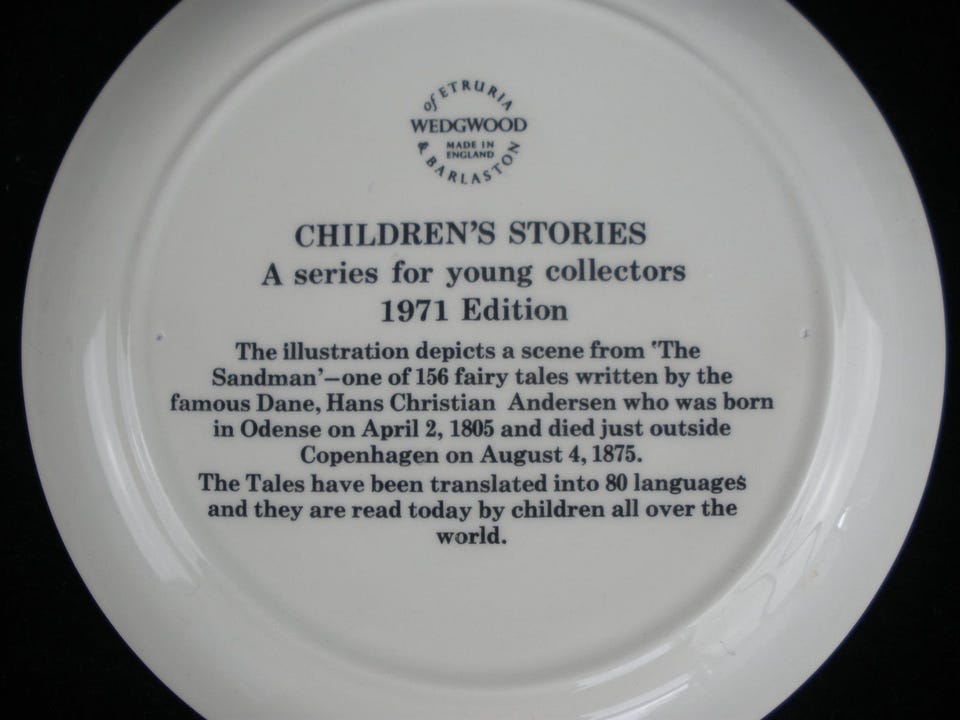 of ETRURIA
WEDGWOOD
MADE IN
ENGLAND
& BARLASTON
CHILDREN'S STORIES
A series for young collectors
1971 Edition
The illustration depicts a scene from 'The
Sandman'—one of 156 fairy tales written by the
famous Dane, Hans Christian Andersen who was born
in Odense on April 2, 1805 and died just outside
Copenhagen on August 4, 1875.
The Tales have been translated into 80 languages
and they are read today by children all over the
world.